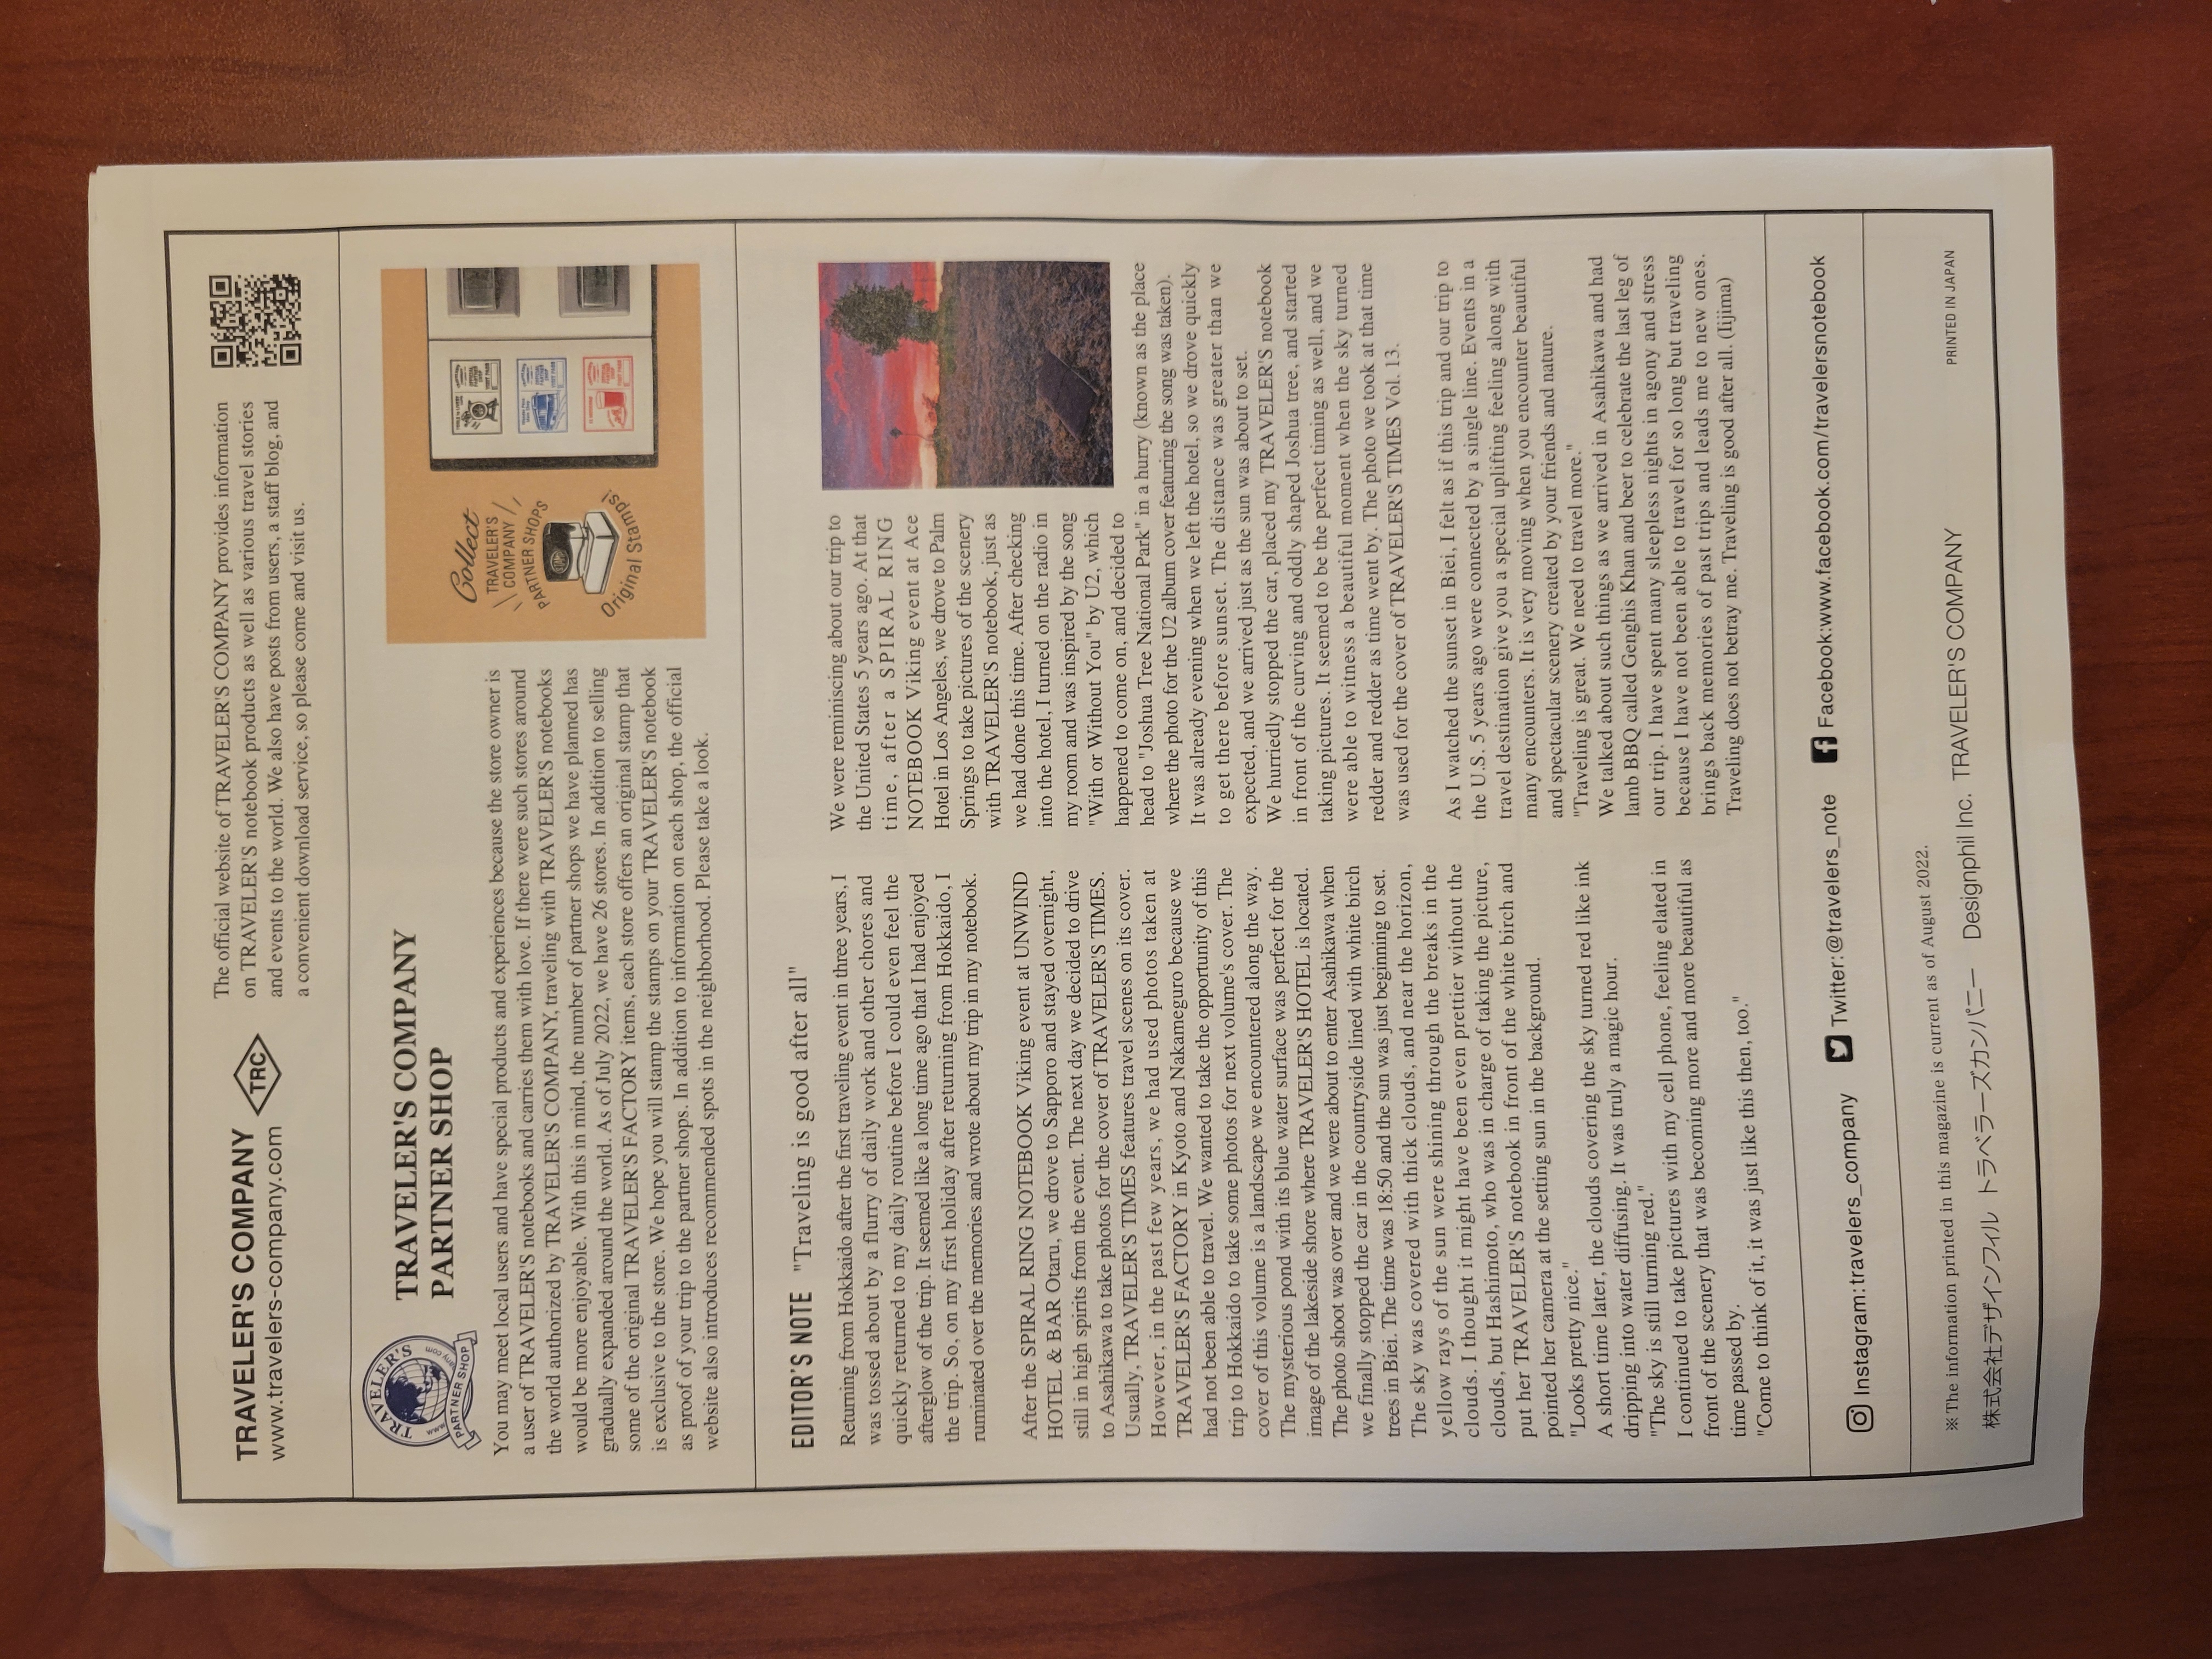 TRAVELER'S COMPANY
www.travelers-company.com
TRC
The official website of TRAVELER'S COMPANY provides information
on TRAVELER'S notebook products as well as various travel stories
and events to the world. We also have posts from users, a staff blog, and
a convenient download service, so please come and visit us.
TRAVELER'S
PARTNER SHOP
TRAVELER'S COMPANY
PARTNER SHOP
You may meet local users and have special products and experiences because the store owner is
a user of TRAVELER'S notebooks and carries them with love. If there were such stores around
the world authorized by TRAVELER'S COMPANY, traveling with TRAVELER'S notebooks
would be more enjoyable. With this in mind, the number of partner shops we have planned has
gradually expanded around the world. As of July 2022, we have 26 stores. In addition to selling
some of the original TRAVELER'S FACTORY items, each store offers an original stamp that
is exclusive to the store. We hope you will stamp the stamps on your TRAVELER'S notebook
as proof of your trip to the partner shops. In addition to information on each shop, the official
website also introduces recommended spots in the neighborhood. Please take a look.
Collect
TRAVELER'S
COMPANY
PARTNER SHOPS
Original Stamps!
EDITOR'S NOTE "Traveling is good after all"
Returning from Hokkaido after the first traveling event in three years, I
was tossed about by a flurry of daily work and other chores and
quickly returned to my daily routine before I could even feel the
afterglow of the trip. It seemed like a long time ago that I had enjoyed
the trip. So, on my first holiday after returning from Hokkaido, I
ruminated over the memories and wrote about my trip in my notebook.
After the SPIRAL RING NOTEBOOK Viking event at UNWIND
HOTEL & BAR Otaru, we drove to Sapporo and stayed overnight,
still in high spirits from the event. The next day we decided to drive
to Asahikawa to take photos for the cover of TRAVELER'S TIMES.
Usually, TRAVELER'S TIMES features travel scenes on its cover.
However, in the past few years, we had used photos taken at
TRAVELER'S FACTORY in Kyoto and Nakameguro because we
had not been able to travel. We wanted to take the opportunity of this
trip to Hokkaido to take some photos for next volume's cover. The
cover of this volume is a landscape we encountered along the way.
The mysterious pond with its blue water surface was perfect for the
image of the lakeside shore where TRAVELER'S HOTEL is located.
The photo shoot was over and we were about to enter Asahikawa when
we finally stopped the car in the countryside lined with white birch
trees in Biei. The time was 18:50 and the sun was just beginning to set.
The sky was covered with thick clouds, and near the horizon,
yellow rays of the sun were shining through the breaks in the
clouds. I thought it might have been even prettier without the
clouds, but Hashimoto, who was in charge of taking the picture,
put her TRAVELER'S notebook in front of the white birch and
pointed her camera at the setting sun in the background.
"Looks pretty nice."
A short time later, the clouds covering the sky turned red like ink
dripping into water diffusing. It was truly a magic hour.
"The sky is still turning red."
I continued to take pictures with my cell phone, feeling elated in
front of the scenery that was becoming more and more beautiful as
time passed by.
"Come to think of it, it was just like this then, too."
We were reminiscing about our trip to
the United States 5 years ago. At that
time, after a SPIRAL RING
NOTEBOOK Viking event at Ace
Hotel in Los Angeles, we drove to Palm
Springs to take pictures of the scenery
with TRAVELER'S notebook, just as
we had done this time. After checking
into the hotel, I turned on the radio in
my room and was inspired by the song
"With or Without You" by U2, which
happened to come on, and decided to
head to "Joshua Tree National Park" in a hurry (known as the place
where the photo for the U2 album cover featuring the song was taken).
It was already evening when we left the hotel, so we drove quickly
to get there before sunset. The distance was greater than we
expected, and we arrived just as the sun was about to set.
We hurriedly stopped the car, placed my TRAVELER'S notebook
in front of the curving and oddly shaped Joshua tree, and started
taking pictures. It seemed to be the perfect timing as well, and we
were able to witness a beautiful moment when the sky turned
redder and redder as time went by. The photo we took at that time
was used for the cover of TRAVELER'S TIMES Vol. 13.
As I watched the sunset in Biei, I felt as if this trip and our trip to
the U.S. 5 years ago were connected by a single line. Events in a
travel destination give you a special uplifting feeling along with
many encounters. It is very moving when you encounter beautiful
and spectacular scenery created by your friends and nature.
"Traveling is great. We need to travel more."
We talked about such things as we arrived in Asahikawa and had
lamb BBQ called Genghis Khan and beer to celebrate the last leg of
our trip. I have spent many sleepless nights in agony and stress
because I have not been able to travel for so long but traveling
brings back memories of past trips and leads me to new ones.
Traveling does not betray me. Traveling is good after all. (Iijima)
Instagram:travelers_company
Twitter:@travelers_note
Facebook:www.facebook.com/travelersnotebook
※The information printed in this magazine is current as of August 2022.
株式会社デザインフィル トラベラーズカンパニー Designphil Inc. TRAVELER'S COMPANY
PRINTED IN JAPAN